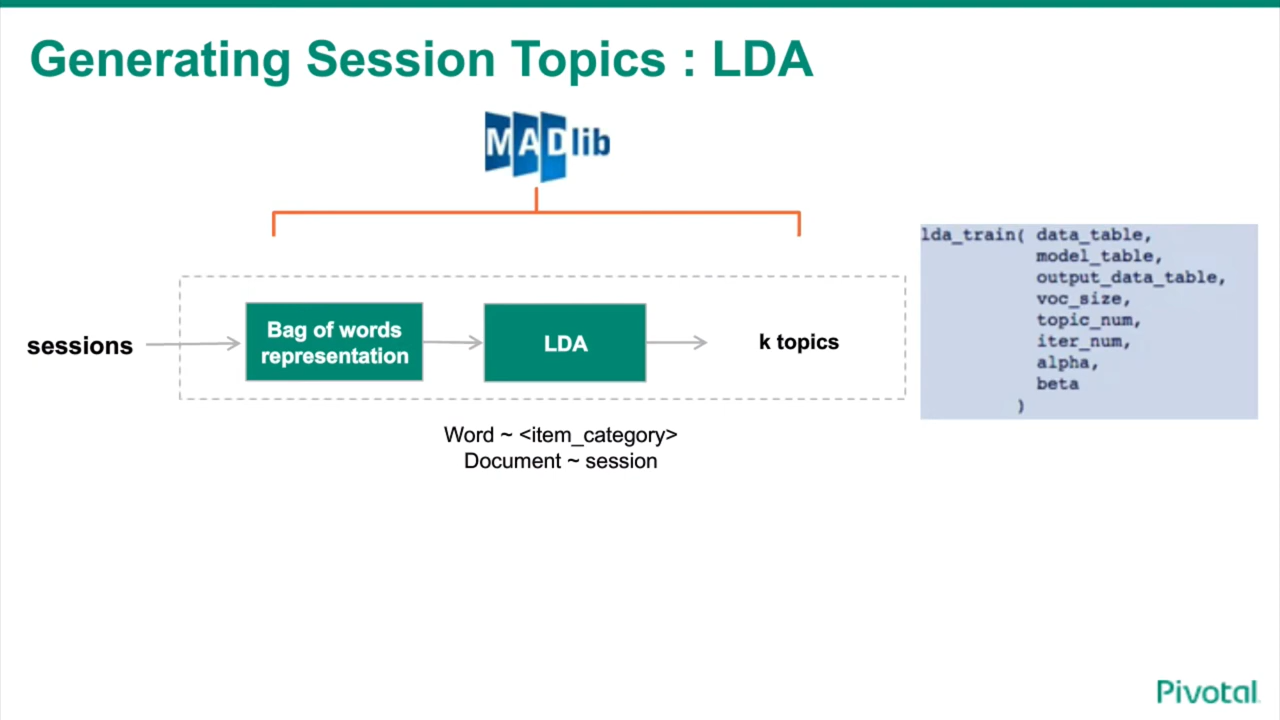 Generating Session Topics : LDA
MADlib
sessions
Bag of words
representation
LDA
k topics
Word ~ <item_category>
Document ~ session
lda_train( data_table,
model_table,
output_data_table,
voc_size,
topic_num,
iter_num,
alpha,
beta
)
Pivotal